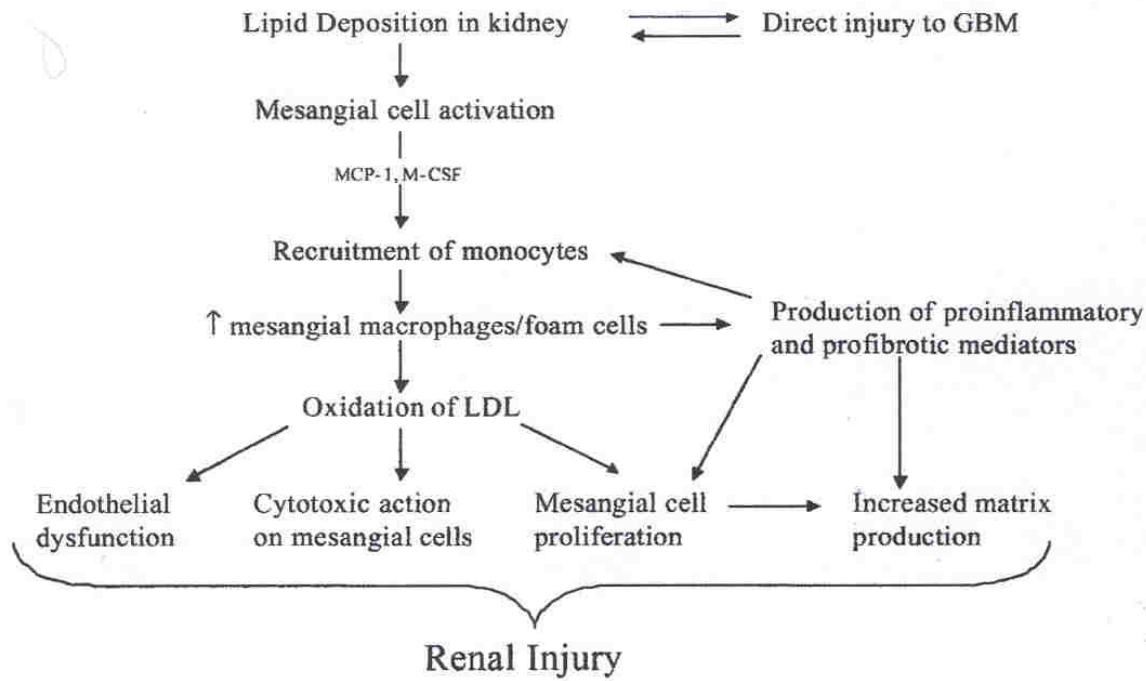 Lipid Deposition in kidney
Direct injury to GBM
Mesangial cell activation
MCP-1, M-CSF
Recruitment of monocytes
↑ mesangial macrophages/foam cells
Production of proinflammatory
and profibrotic mediators
Oxidation of LDL
Endothelial
dysfunction
Cytotoxic action
on mesangial cells
Mesangial cell
proliferation
Increased matrix
production
Renal Injury